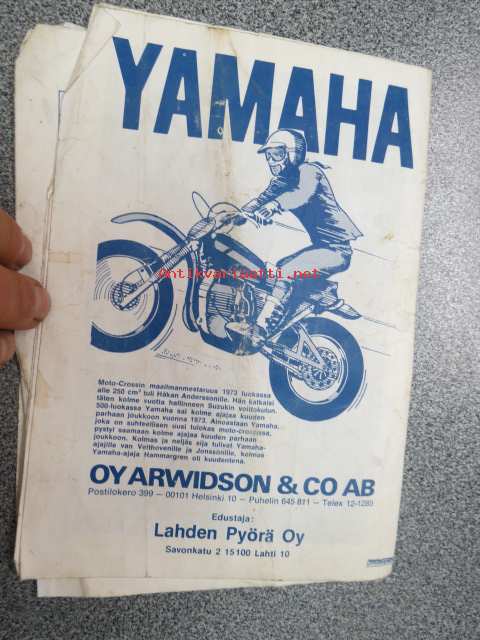 YAMAHA
Antikvariaatti.net
Moto-Crossin maailmanmestaruus 1973 luokassa
alle 250 cm³ tuli Håkan Anderssonille. Hän katkaisi
täten kolme vuotta hallinneen Suzukin voittokulun.
500-luokassa Yamaha sai kolme ajajaa kuuden
parhaan joukkoon vuonna 1973. Ainoastaan Yamaha,
joka on suhteellisen uusi tulokas moto-crossissa,
pystyi saamaan kolme ajajaa kuuden parhaan
joukkoon. Kolmas ja neljäs sija tulivat Yamaha-
ajajille van Velthovenille ja Jonssonille, kolmas
Yamaha-ajaja Hammargren oli kuudentena.
OY ARWIDSON & CO AB
Postilokero 399 — 00101 Helsinki 10 — Puhelin 645 811 — Telex 12-1280
Edustaja:
Lahden Pyörä Oy
Savonkatu 2 15100 Lahti 10